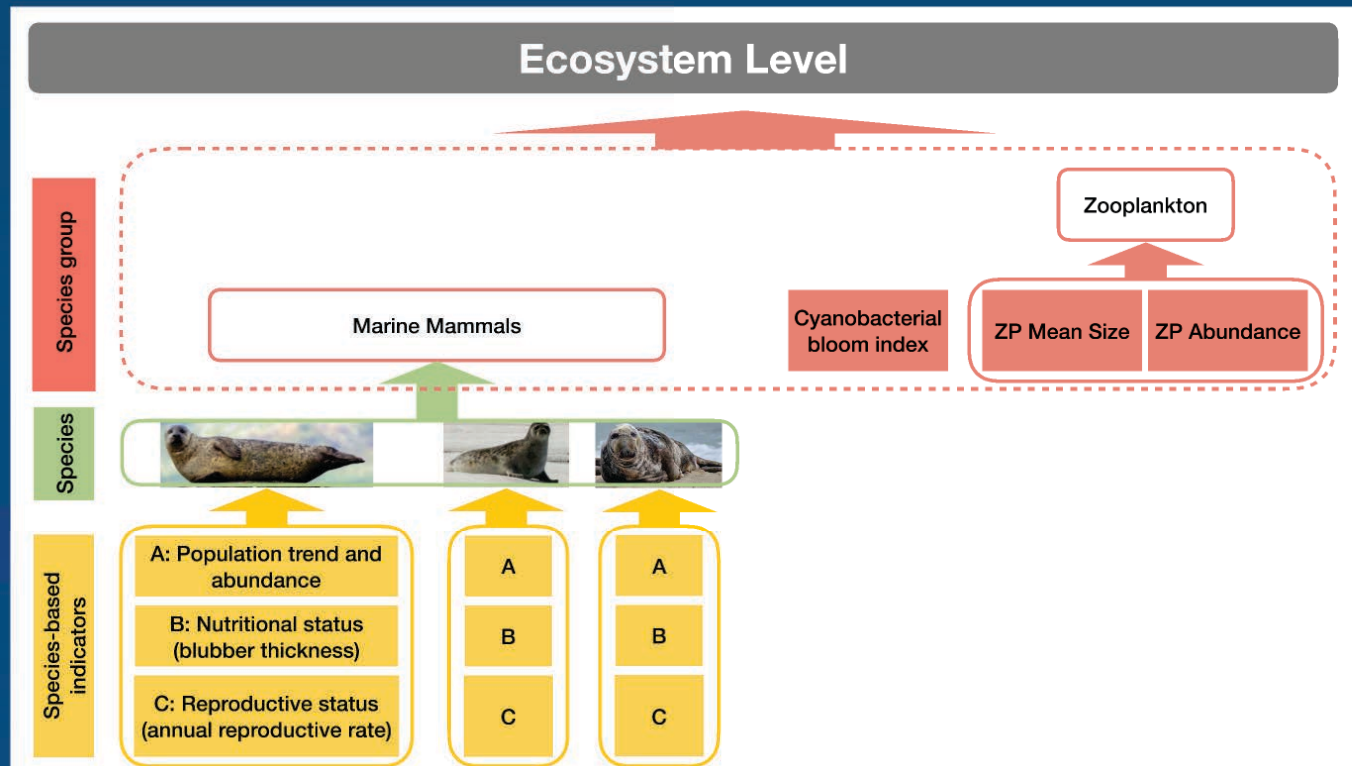 Ecosystem Level
Species group
Zooplankton
Marine Mammals
Cyanobacterial
bloom index
ZP Mean Size
ZP Abundance
Species
Species-based
indicators
A: Population trend and
abundance
A
A
B: Nutritional status
(blubber thickness)
B
B
C: Reproductive status
(annual reproductive rate)
C
C